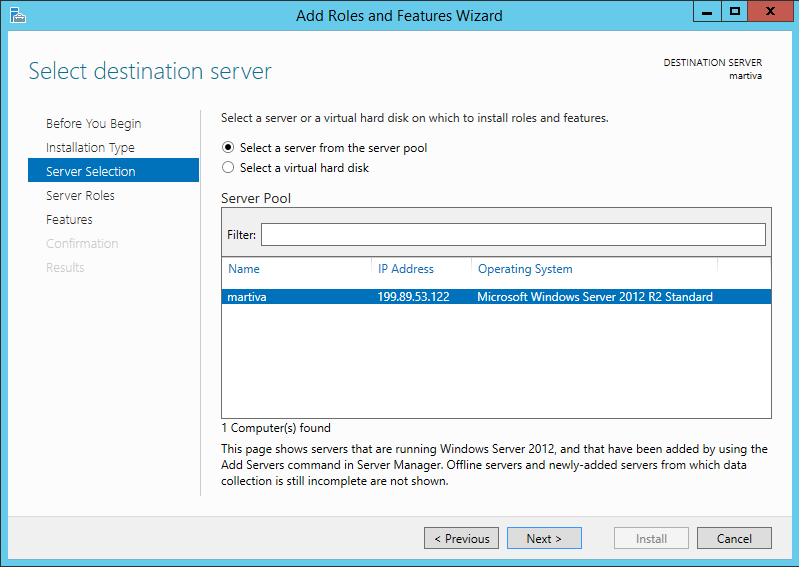 Add Roles and Features Wizard
Select destination server
DESTINATION SERVER
martiva
Before You Begin
Installation Type
Server Selection
Server Roles
Features
Confirmation
Results
Select a server or a virtual hard disk on which to install roles and features.
Select a server from the server pool
Select a virtual hard disk
Server Pool
Filter:
Name IP Address Operating System
martiva 199.89.53.122 Microsoft Windows Server 2012 R2 Standard
1 Computer(s) found
This page shows servers that are running Windows Server 2012, and that have been added by using the
Add Servers command in Server Manager. Offline servers and newly-added servers from which data
collection is still incomplete are not shown.
< Previous Next > Install Cancel